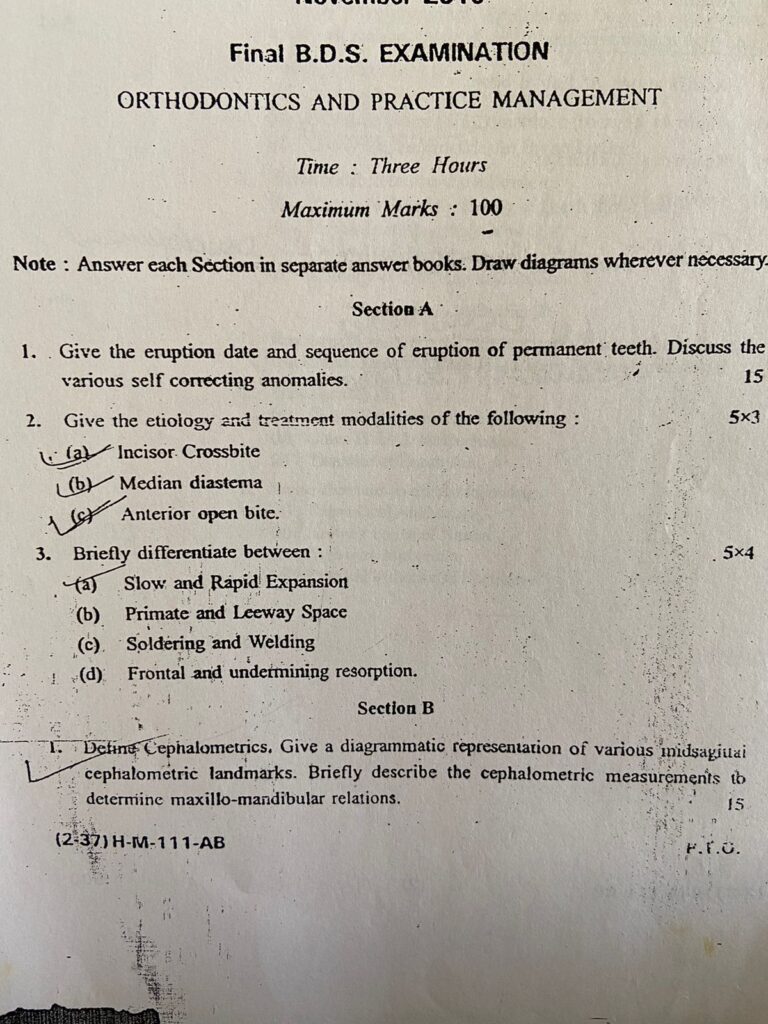 Final B.D.S. EXAMINATION
ORTHODONTICS AND PRACTICE MANAGEMENT
Time : Three Hours
Maximum Marks : 100
Note : Answer each Section in separate answer books. Draw diagrams wherever necessary.
Section A
1. Give the eruption date and sequence of eruption of permanent teeth. Discuss the
various self correcting anomalies. 15
2. Give the etiology and treatment modalities of the following : 5×3
(a) Incisor Crossbite
(b) Median diastema
(c) Anterior open bite.
3. Briefly differentiate between : 5×4
(a) Slow and Rapid Expansion
(b) Primate and Leeway Space
(c) Soldering and Welding
(d) Frontal and undermining resorption.
Section B
1. Define Cephalometrics. Give a diagrammatic representation of various midsagittal
cephalometric landmarks. Briefly describe the cephalometric measurements to
determine maxillo-mandibular relations. 15
(2-37) H-M-111-AB
P.T.O.